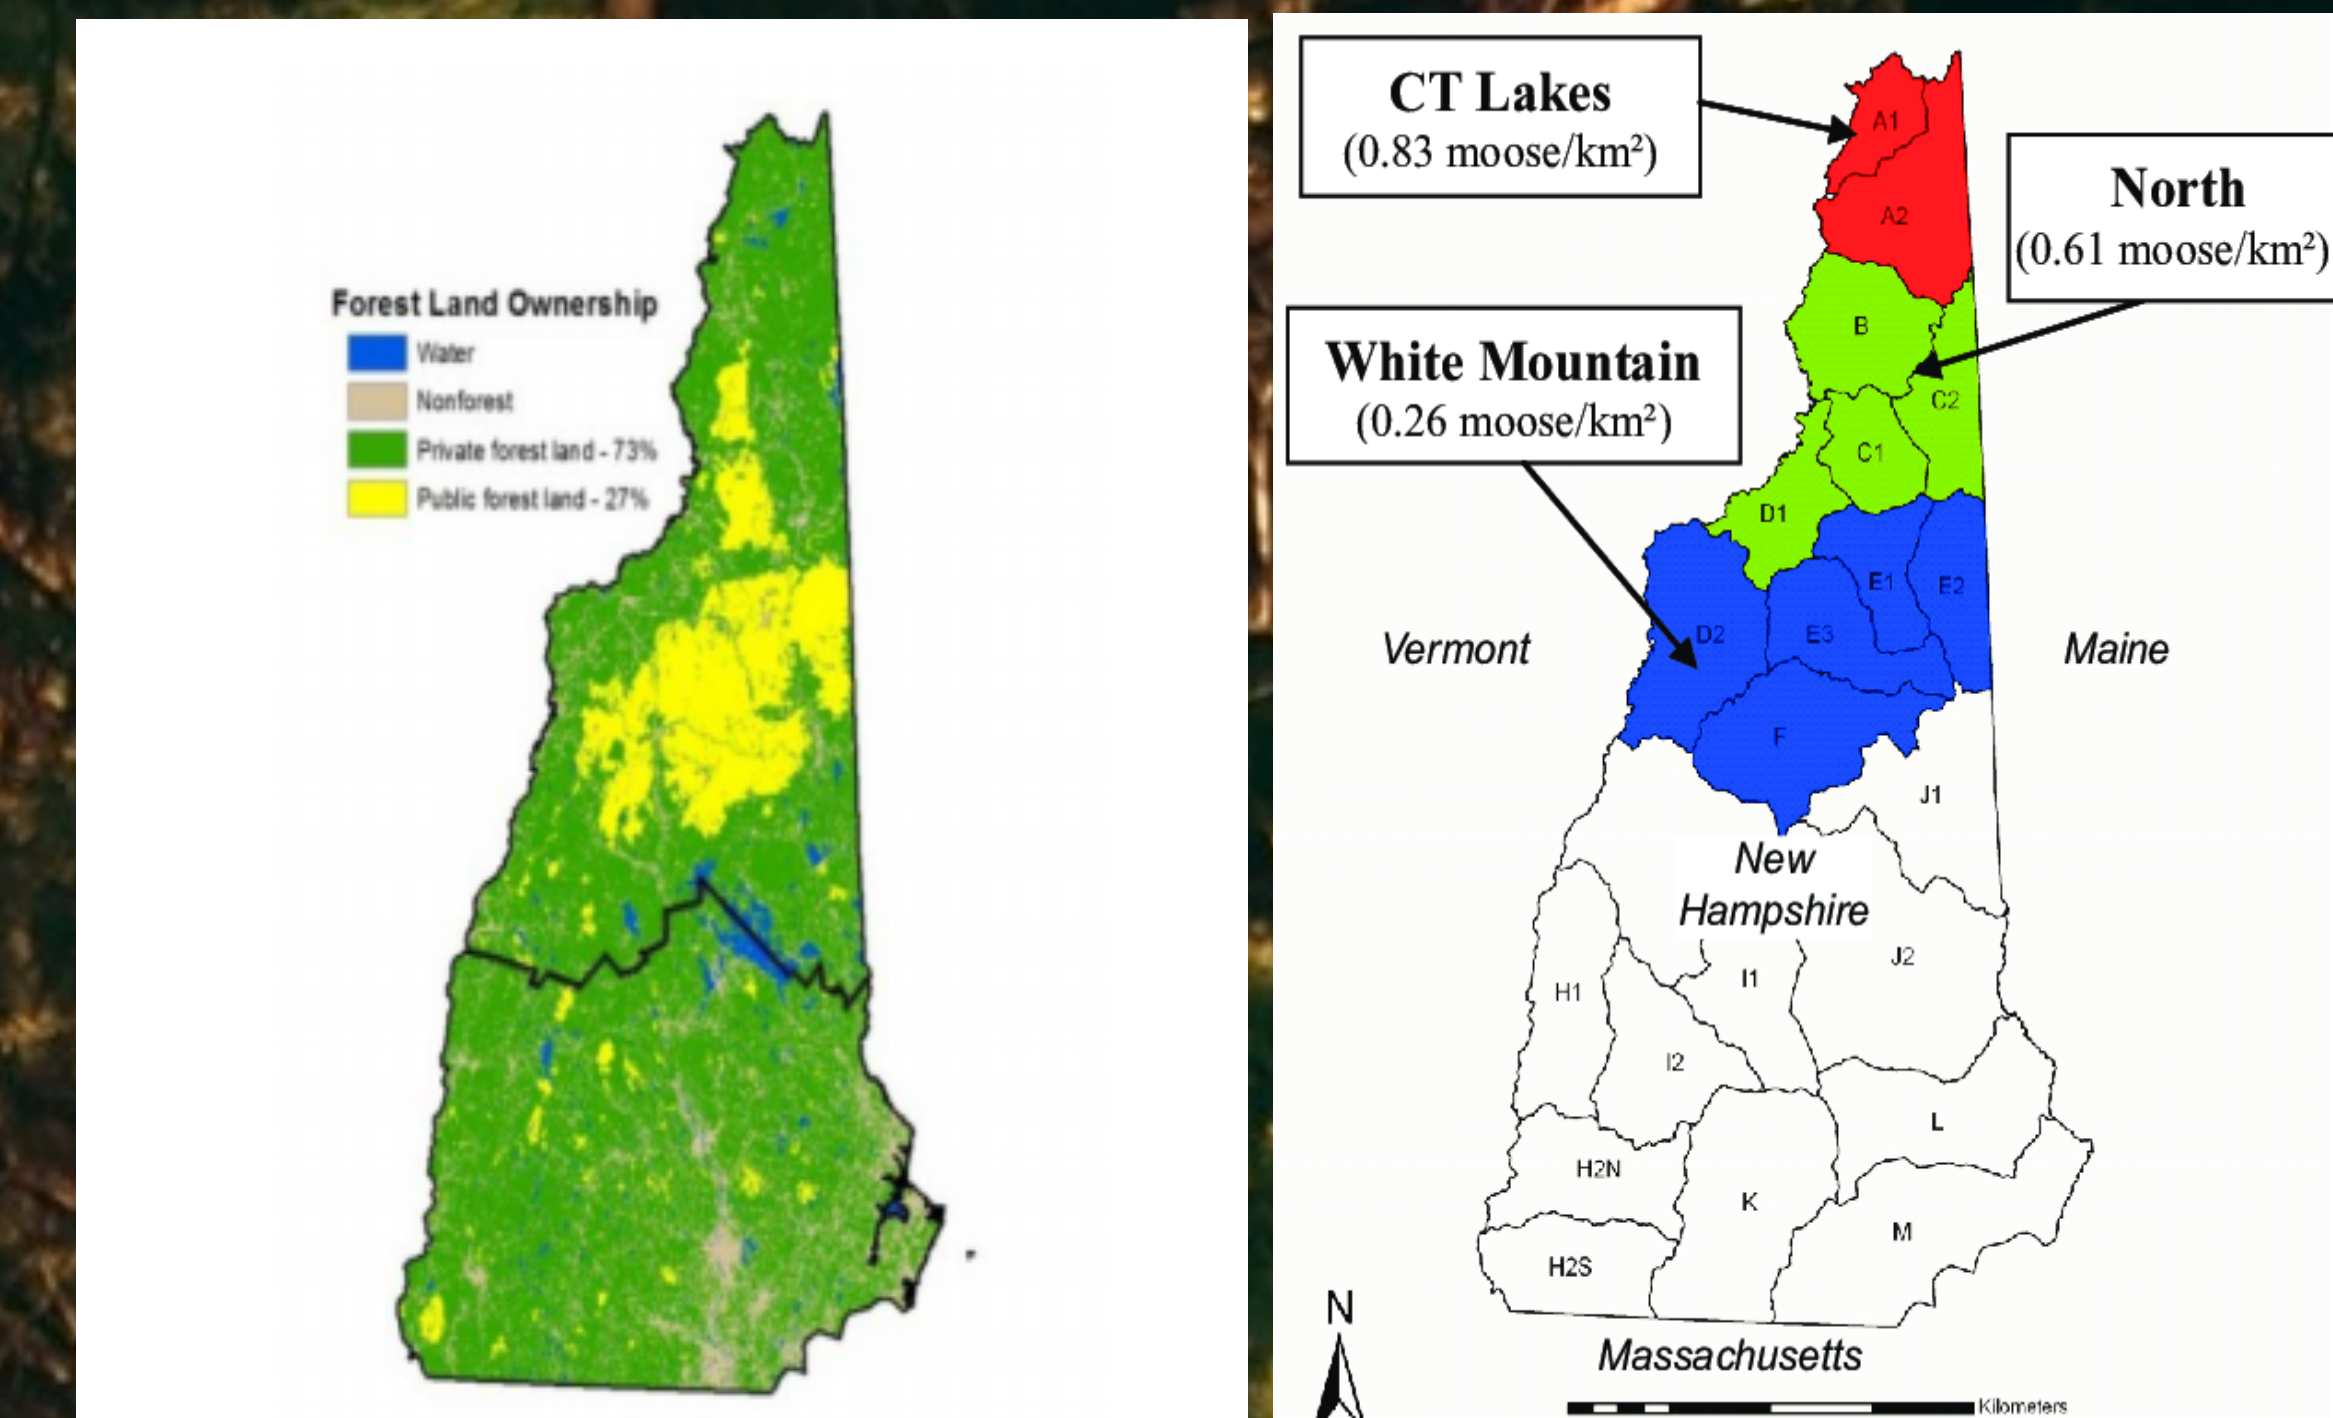 Forest Land Ownership
Water
Nonforest
Private forest land - 73%
Public forest land - 27%
CT Lakes
(0.83 moose/km²)
North
(0.61 moose/km²)
White Mountain
(0.26 moose/km²)
A1
A2
B
C2
C1
D1
E1
E2
D2
E3
F
Vermont
Maine
J1
New
Hampshire
J2
I1
H1
I2
L
H2N
K
M
H2S
N
Massachusetts
Kilometers